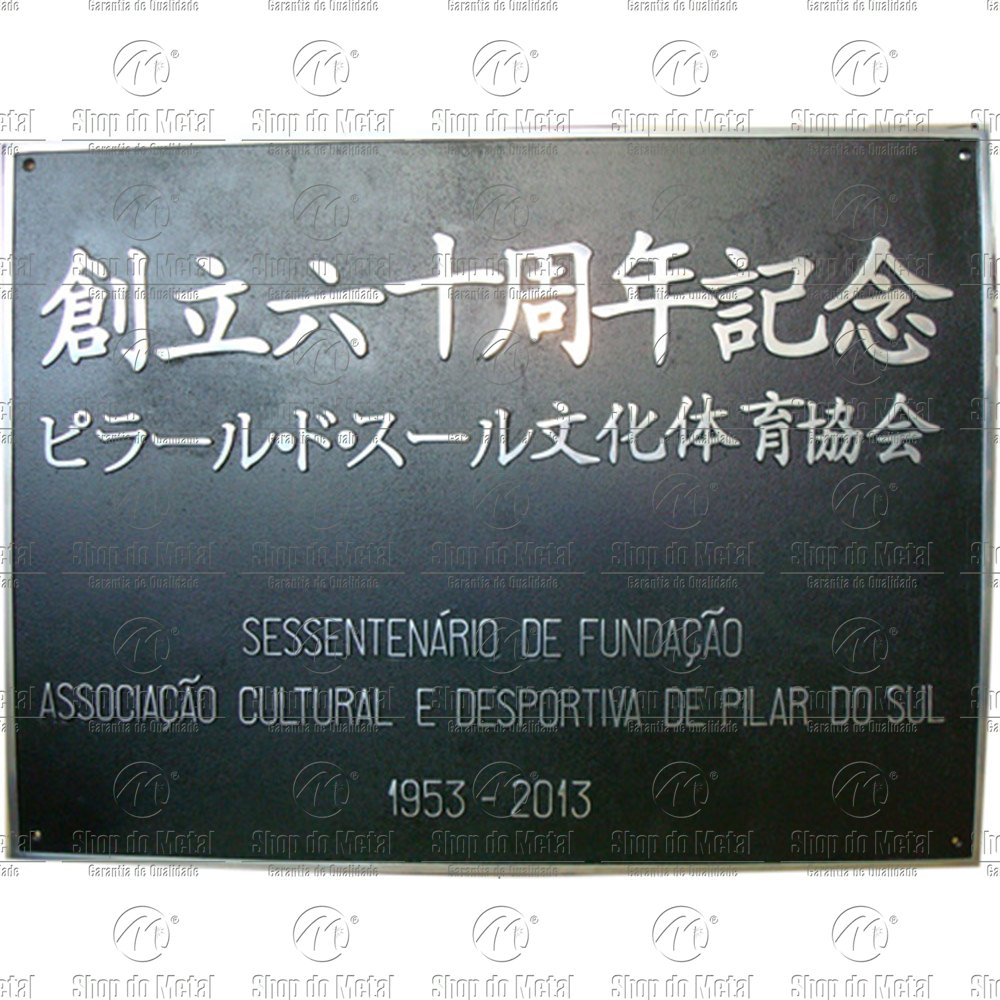 創立六十周年記念
ピラール・ド・スール文化体育協会
SESSENTENÁRIO DE FUNDAÇÃO
ASSOCIAÇÃO CULTURAL E DESPORTIVA DE PILAR DO SUL
1953 - 2013
Shop do Metal
Garantia de Qualidade